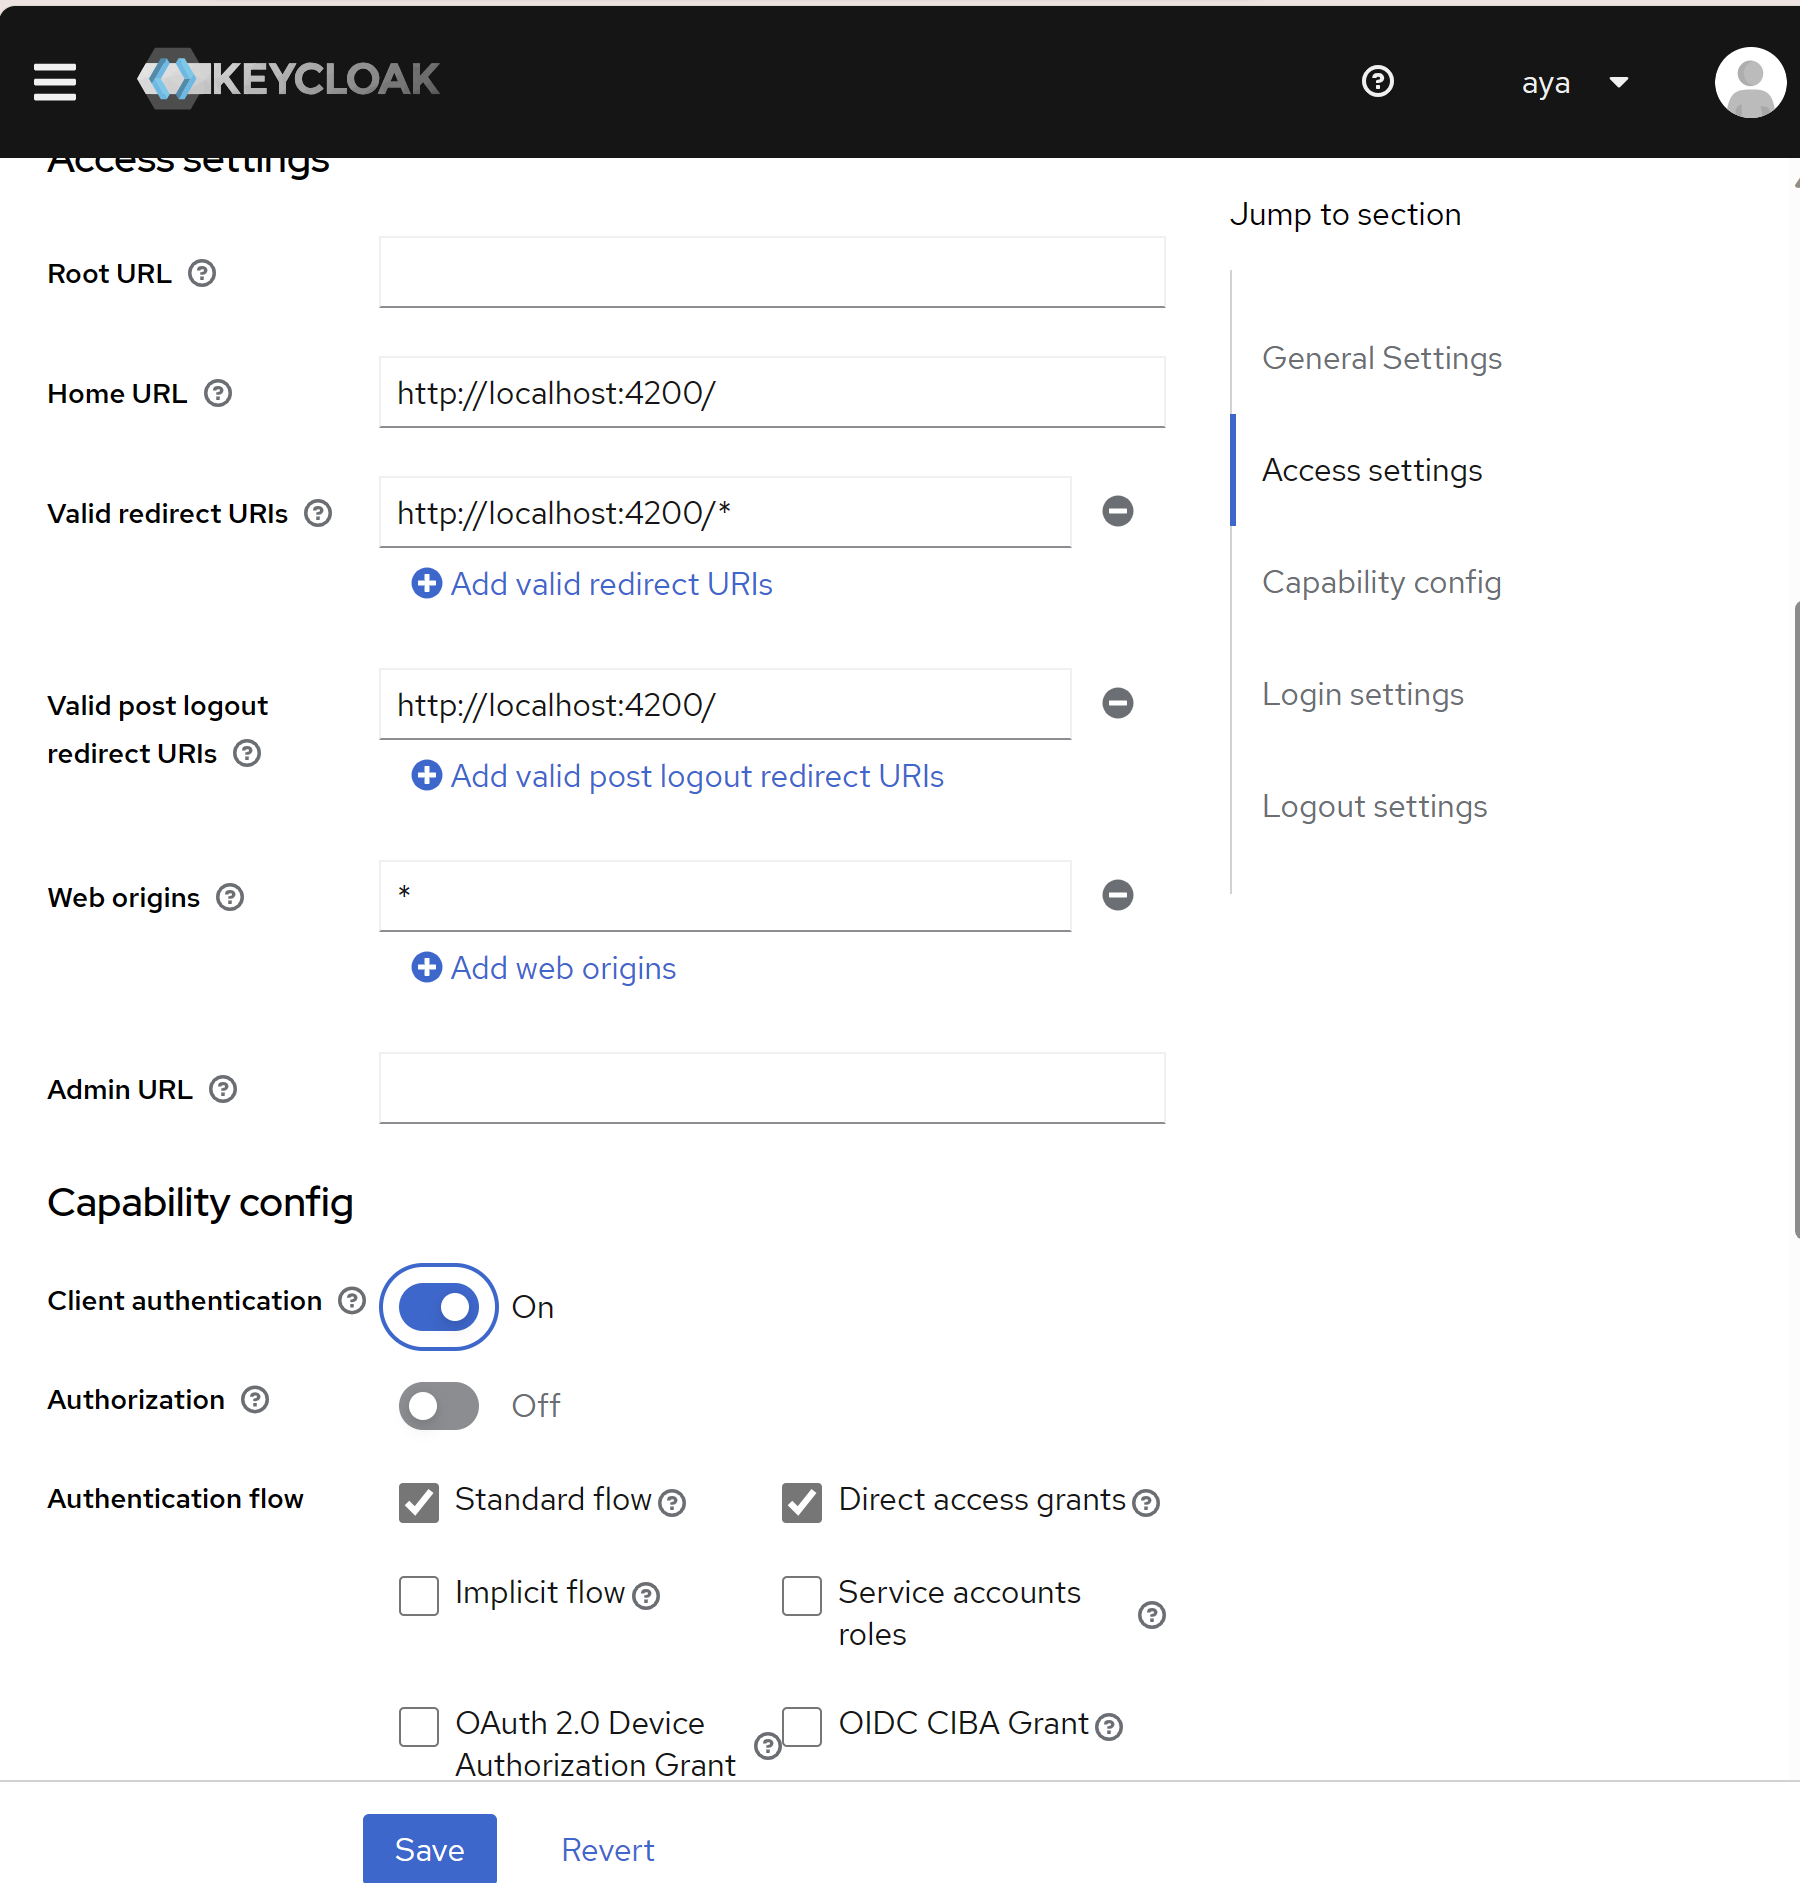 KEYCLOAK
aya
Access settings
Jump to section
Root URL
General Settings
Home URL
http://localhost:4200/
Access settings
Valid redirect URIs
http://localhost:4200/*
Add valid redirect URIs
Capability config
Valid post logout
redirect URIs
http://localhost:4200/
Login settings
Add valid post logout redirect URIs
Logout settings
Web origins
*
Add web origins
Admin URL
Capability config
Client authentication
On
Authorization
Off
Authentication flow
Standard flow
Direct access grants
Implicit flow
Service accounts
roles
OAuth 2.0 Device
Authorization Grant
OIDC CIBA Grant
Save
Revert